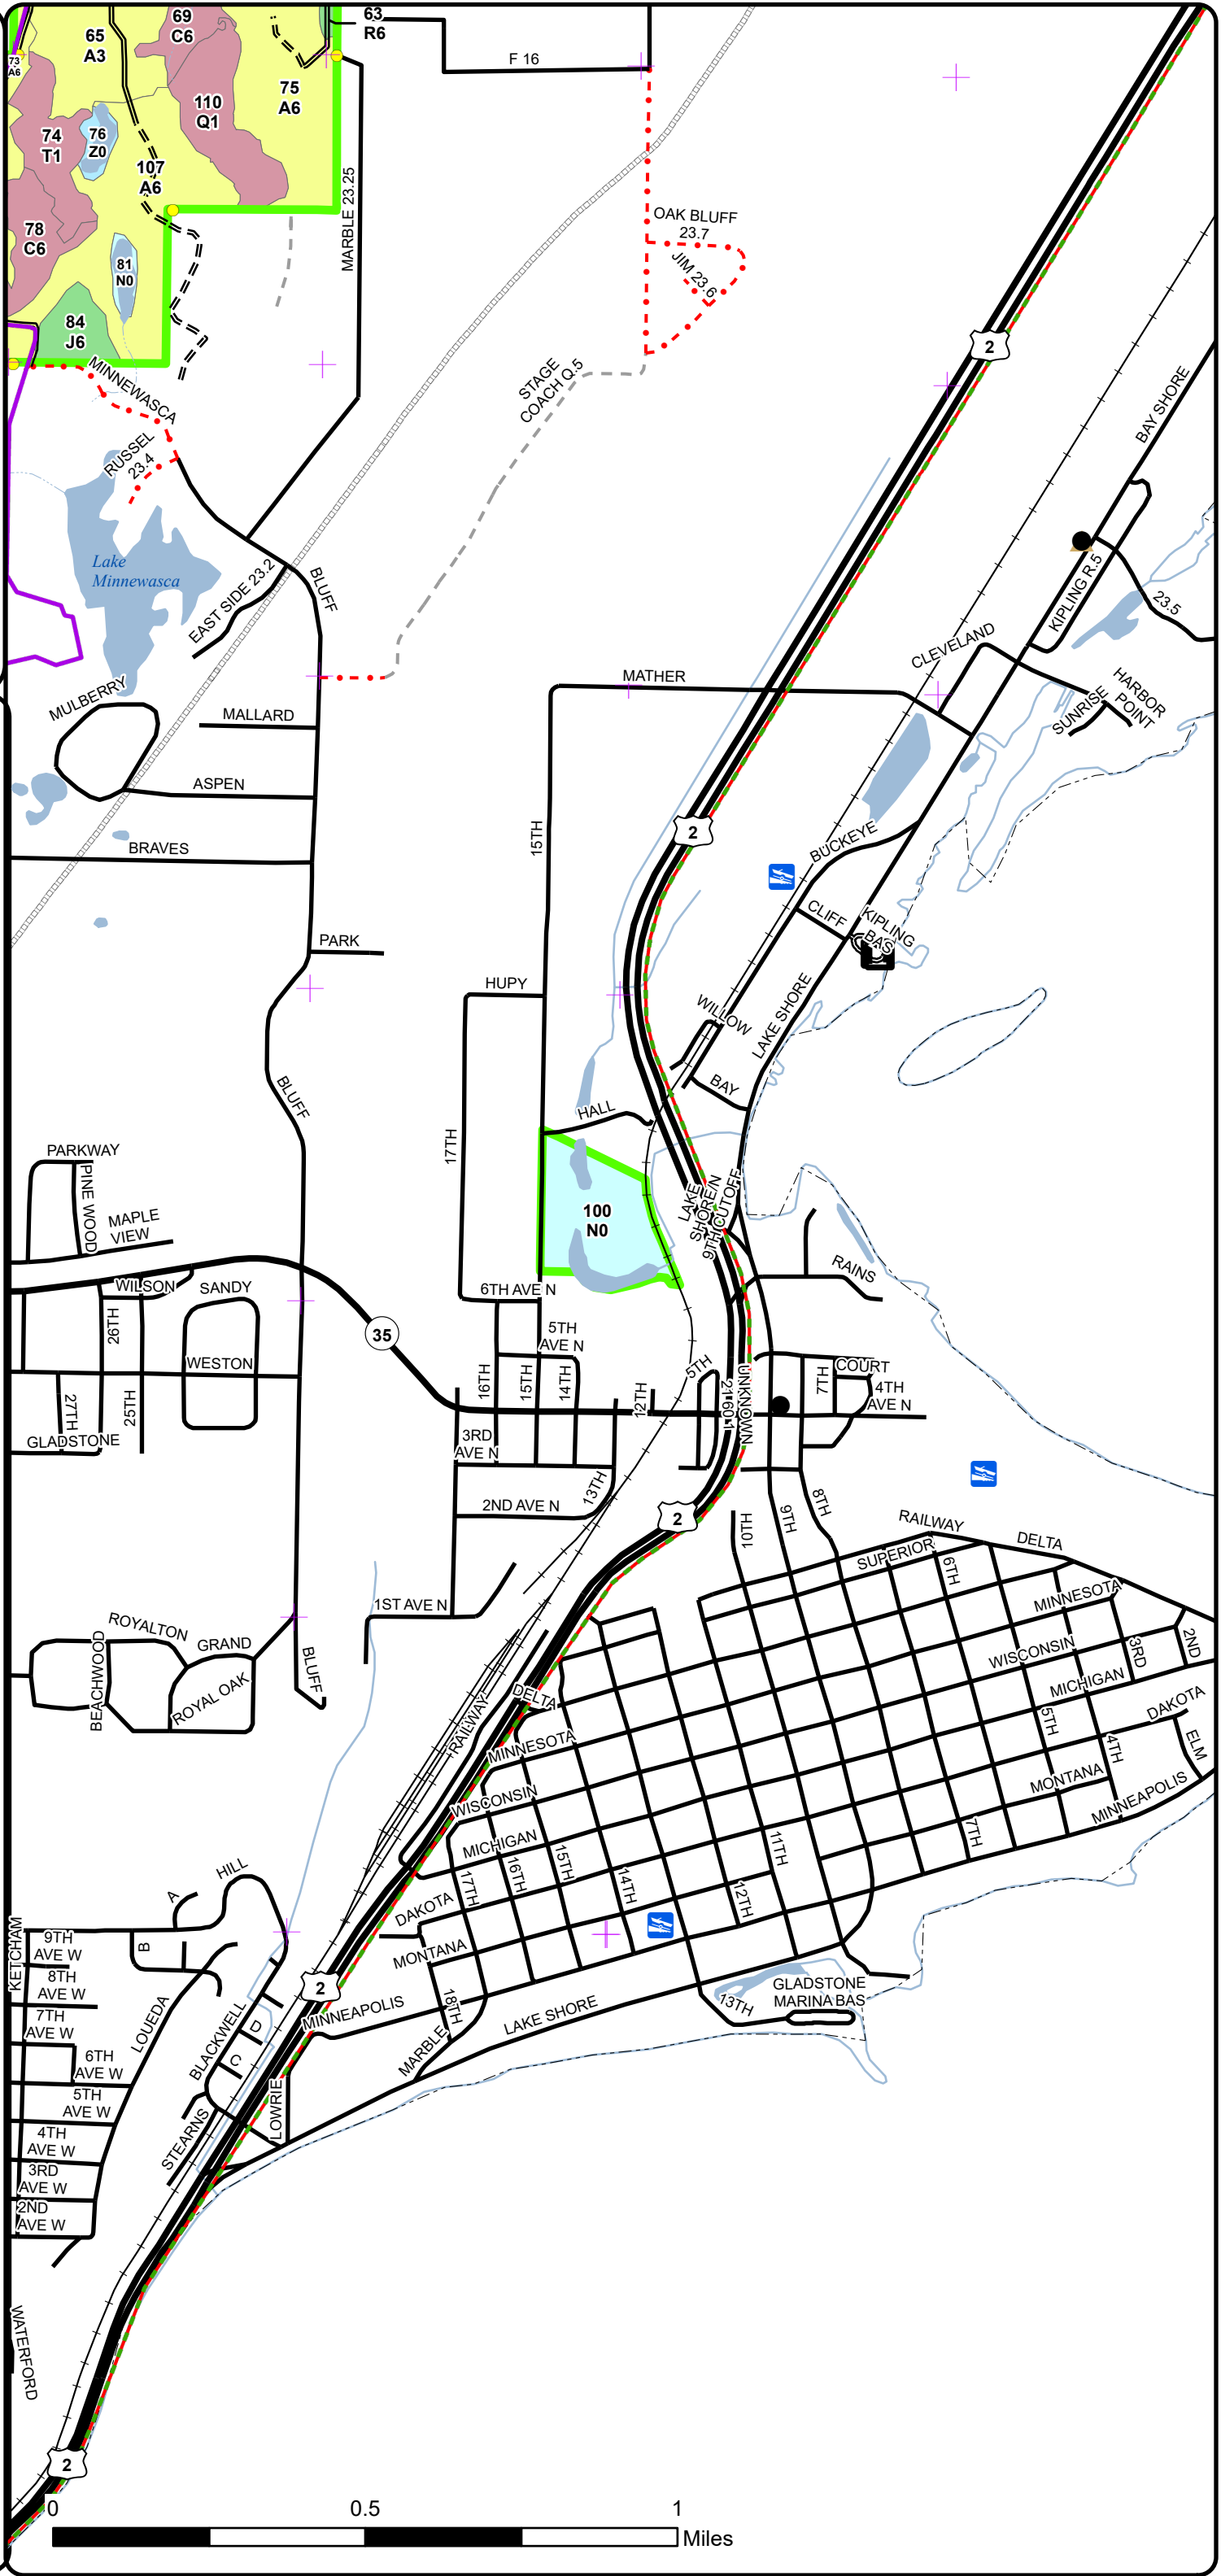 63
R6
69
C6
65
A3
73
A6
F 16
75
A6
110
Q1
74
T1
76
Z0
107
A6
MARBLE 23.25
OAK BLUFF
23.7
JIM 23.6
78
C6
81
N0
84
J6
2
STAGE
COACH Q.5
MINNEWASCA
RUSSEL
23.4
BAY SHORE
Lake
Minnewasca
EAST SIDE 23.2
BLUFF
KIPLING R.5
23.5
CLEVELAND
MATHER
HARBOR
POINT
SUNRISE
MULBERRY
MALLARD
ASPEN
BRAVES
15TH
2
BUCKEYE
CLIFF
KIPLING
BAS
PARK
HUPY
WILLOW
LAKE SHORE
BAY
BLUFF
HALL
17TH
PARKWAY
PINE WOOD
MAPLE
VIEW
100
N0
LAKE
SHORE/N
9TH CUTOFF
RAINS
WILSON
SANDY
6TH AVE N
26TH
35
5TH
AVE N
WESTON
16TH
15TH
14TH
5TH
12TH
UNKNOWN
7TH
COURT
4TH
AVE N
27TH
25TH
GLADSTONE
3RD
AVE N
13TH
2ND AVE N
2
10TH
9TH
8TH
RAILWAY
DELTA
SUPERIOR
6TH
1ST AVE N
MINNESOTA
ROYALTON
GRAND
BEACHWOOD
ROYAL OAK
BLUFF
WISCONSIN
3RD
2ND
MICHIGAN
DAKOTA
DELTA
RAILWAY
MINNESOTA
5TH
4TH
ELM
MONTANA
MINNEAPOLIS
WISCONSIN
MICHIGAN
17TH
16TH
15TH
14TH
12TH
11TH
7TH
HILL
A
DAKOTA
KETCHAM
9TH
AVE W
B
MONTANA
8TH
AVE W
2
18TH
GLADSTONE
MARINA BAS
13TH
7TH
AVE W
LOUEDA
BLACKWELL
D
MINNEAPOLIS
LAKE SHORE
6TH
AVE W
C
MARBLE
5TH
AVE W
LOWRIE
4TH
AVE W
STEARNS
3RD
AVE W
2ND
AVE W
WATERFORD
2
0
0.5
1
Miles